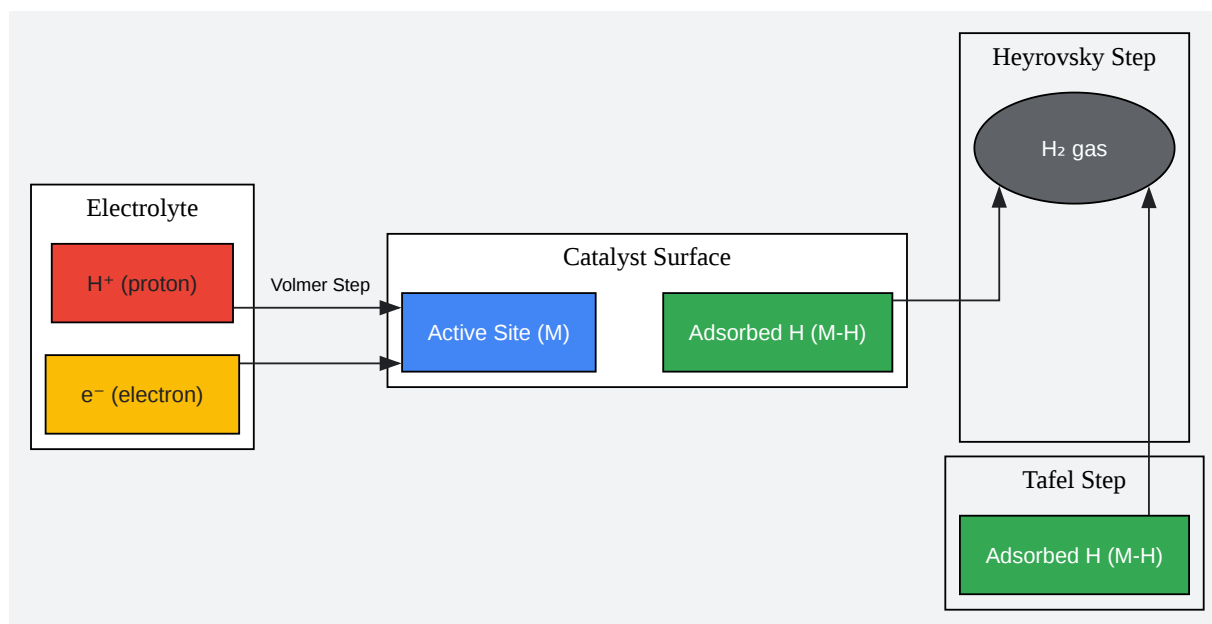 Electrolyte
H⁺ (proton)
e⁻ (electron)
Volmer Step
Catalyst Surface
Active Site (M)
Adsorbed H (M-H)
Heyrovsky Step
H₂ gas
Tafel Step
Adsorbed H (M-H)